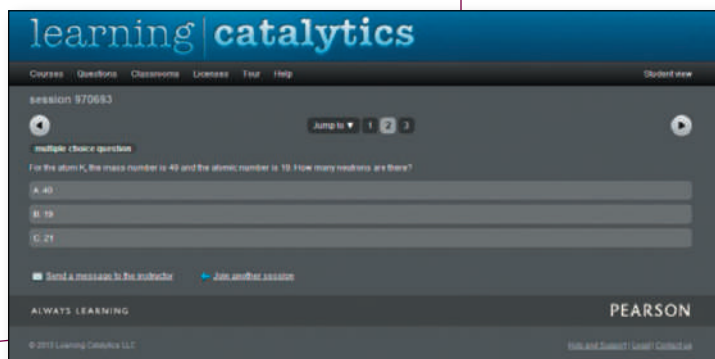 learning | catalytics
Courses Questions Classrooms Licenses Tour Help Student view
session 970693
Jump to ▼ 1 2 3
multiple choice question
For the atom K, the mass number is 40 and the atomic number is 19. How many neutrons are there?
A. 40
B. 19
C. 21
Send a message to the instructor Join another session
ALWAYS LEARNING PEARSON
© 2013 Learning Catalytics LLC Help and Support | Legal | Contact us